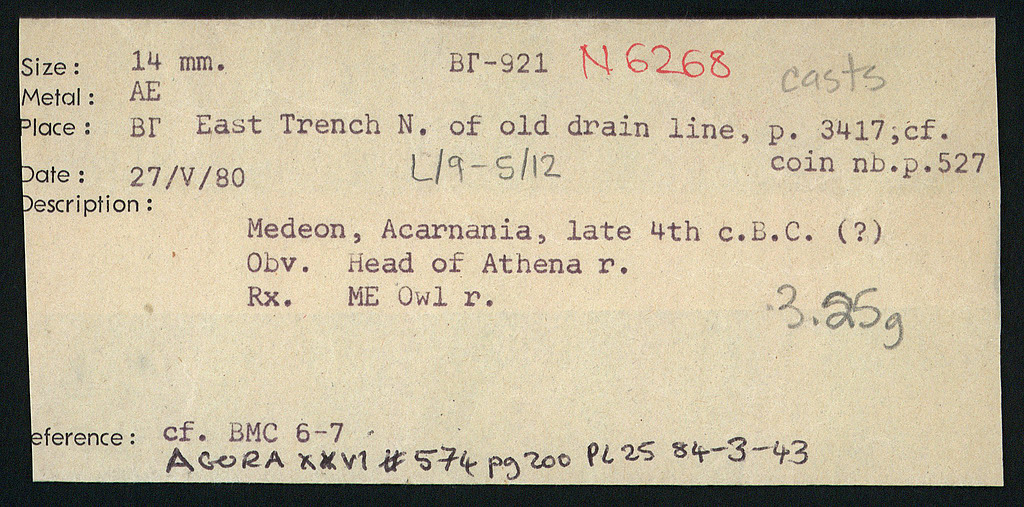 Size: 14 mm. ΒΓ-921 N 6268 casts
Metal: AE
Place: ΒΓ East Trench N. of old drain line, p. 3417,cf.
coin nb.p.527
Date: 27/V/80 L/9-5/12
Description:
Medeon, Acarnania, late 4th c.B.C. (?)
Obv. Head of Athena r.
Rx. ME Owl r.
3.25g
eference: cf. BMC 6-7
AGORA XXVI # 574 pg 200 PL 25 84-3-43